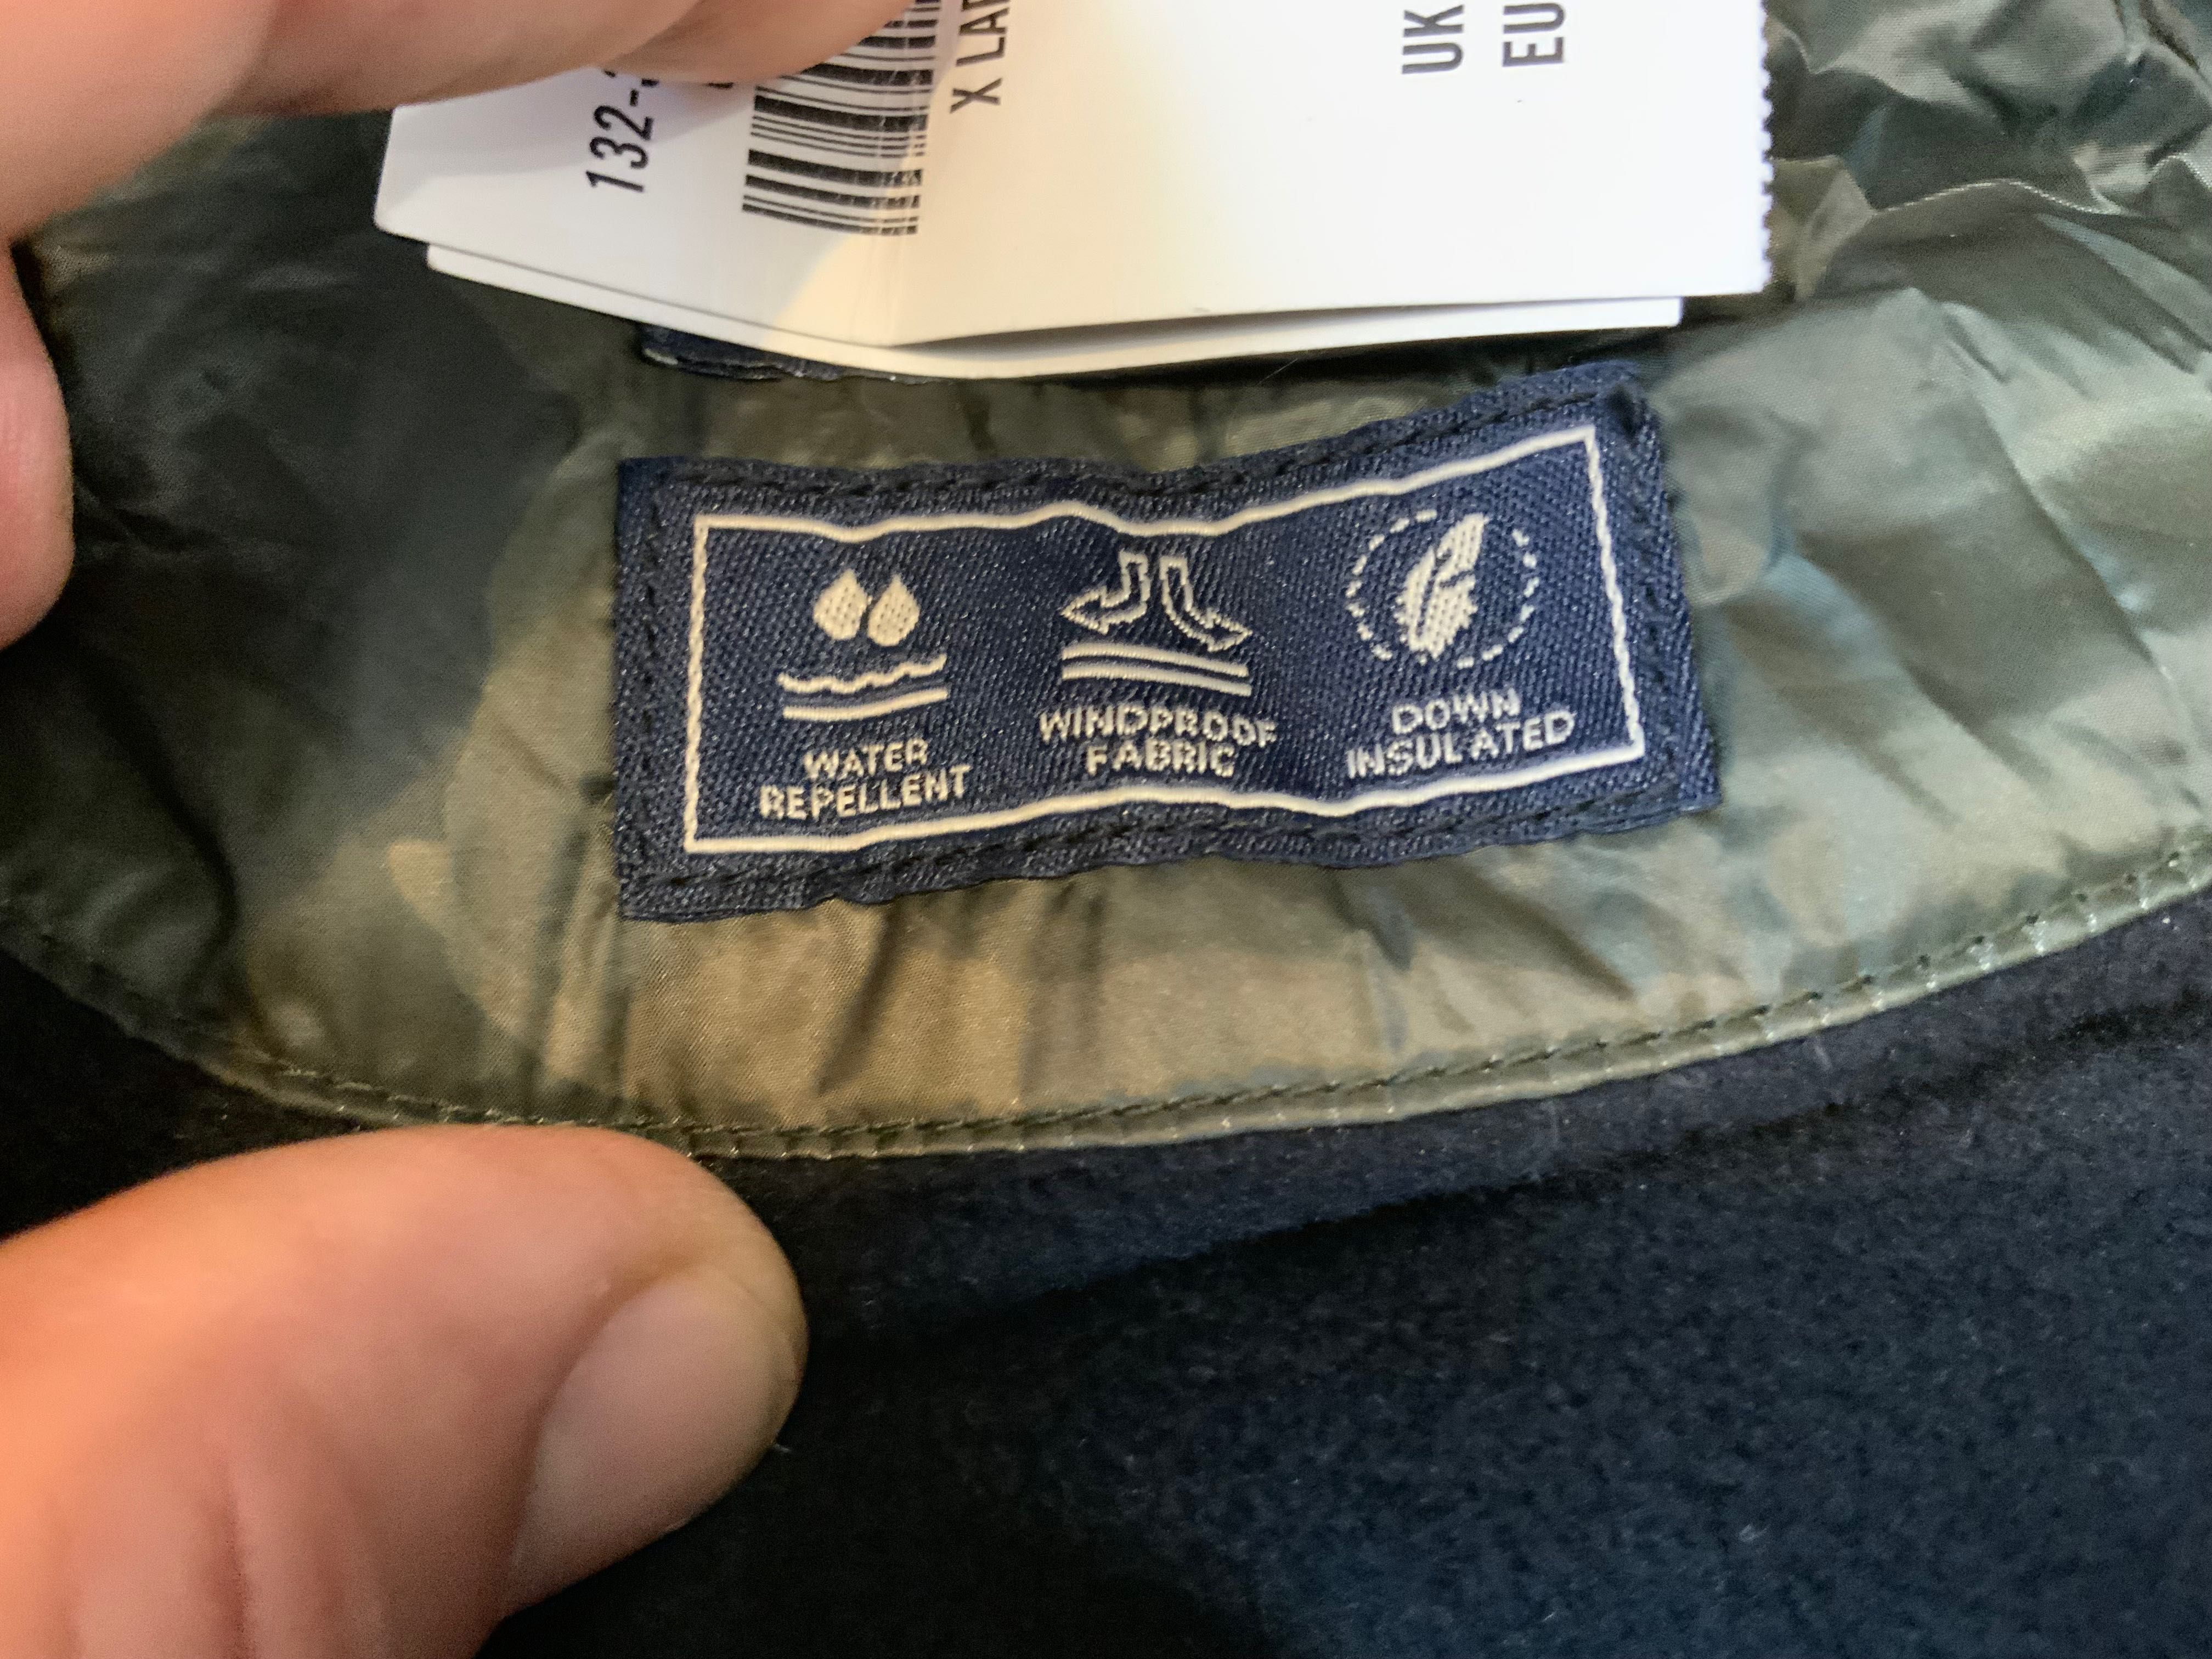 132-
X LAR
UK
EU
WATER
REPELLENT
WINDPROOF
FABRIC
DOWN
INSULATED